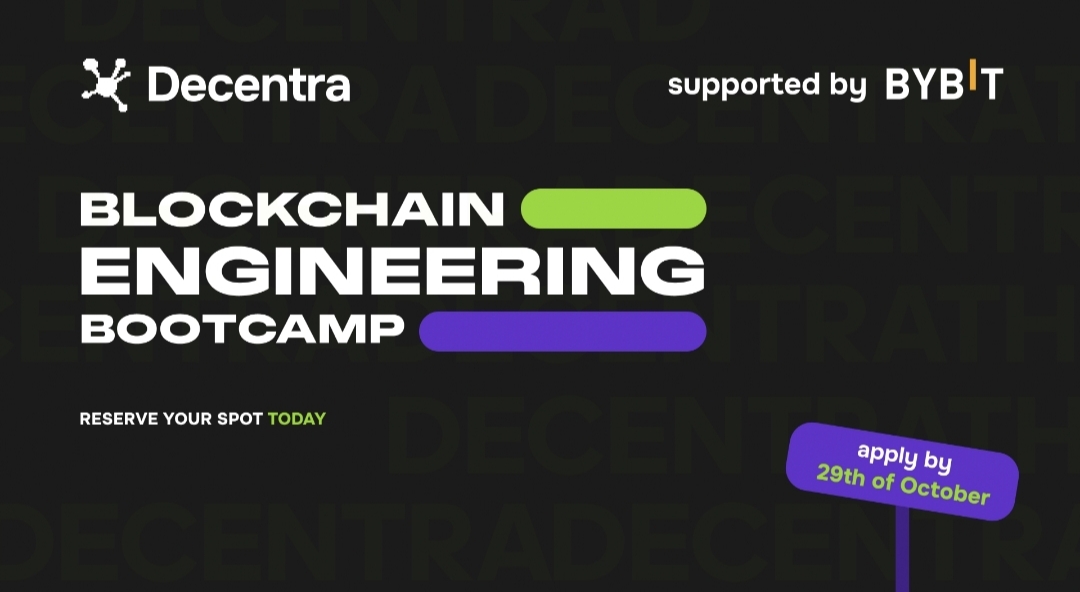 Decentra
supported by BYBIT
BLOCKCHAIN
ENGINEERING
BOOTCAMP
RESERVE YOUR SPOT TODAY
apply by
29th of October